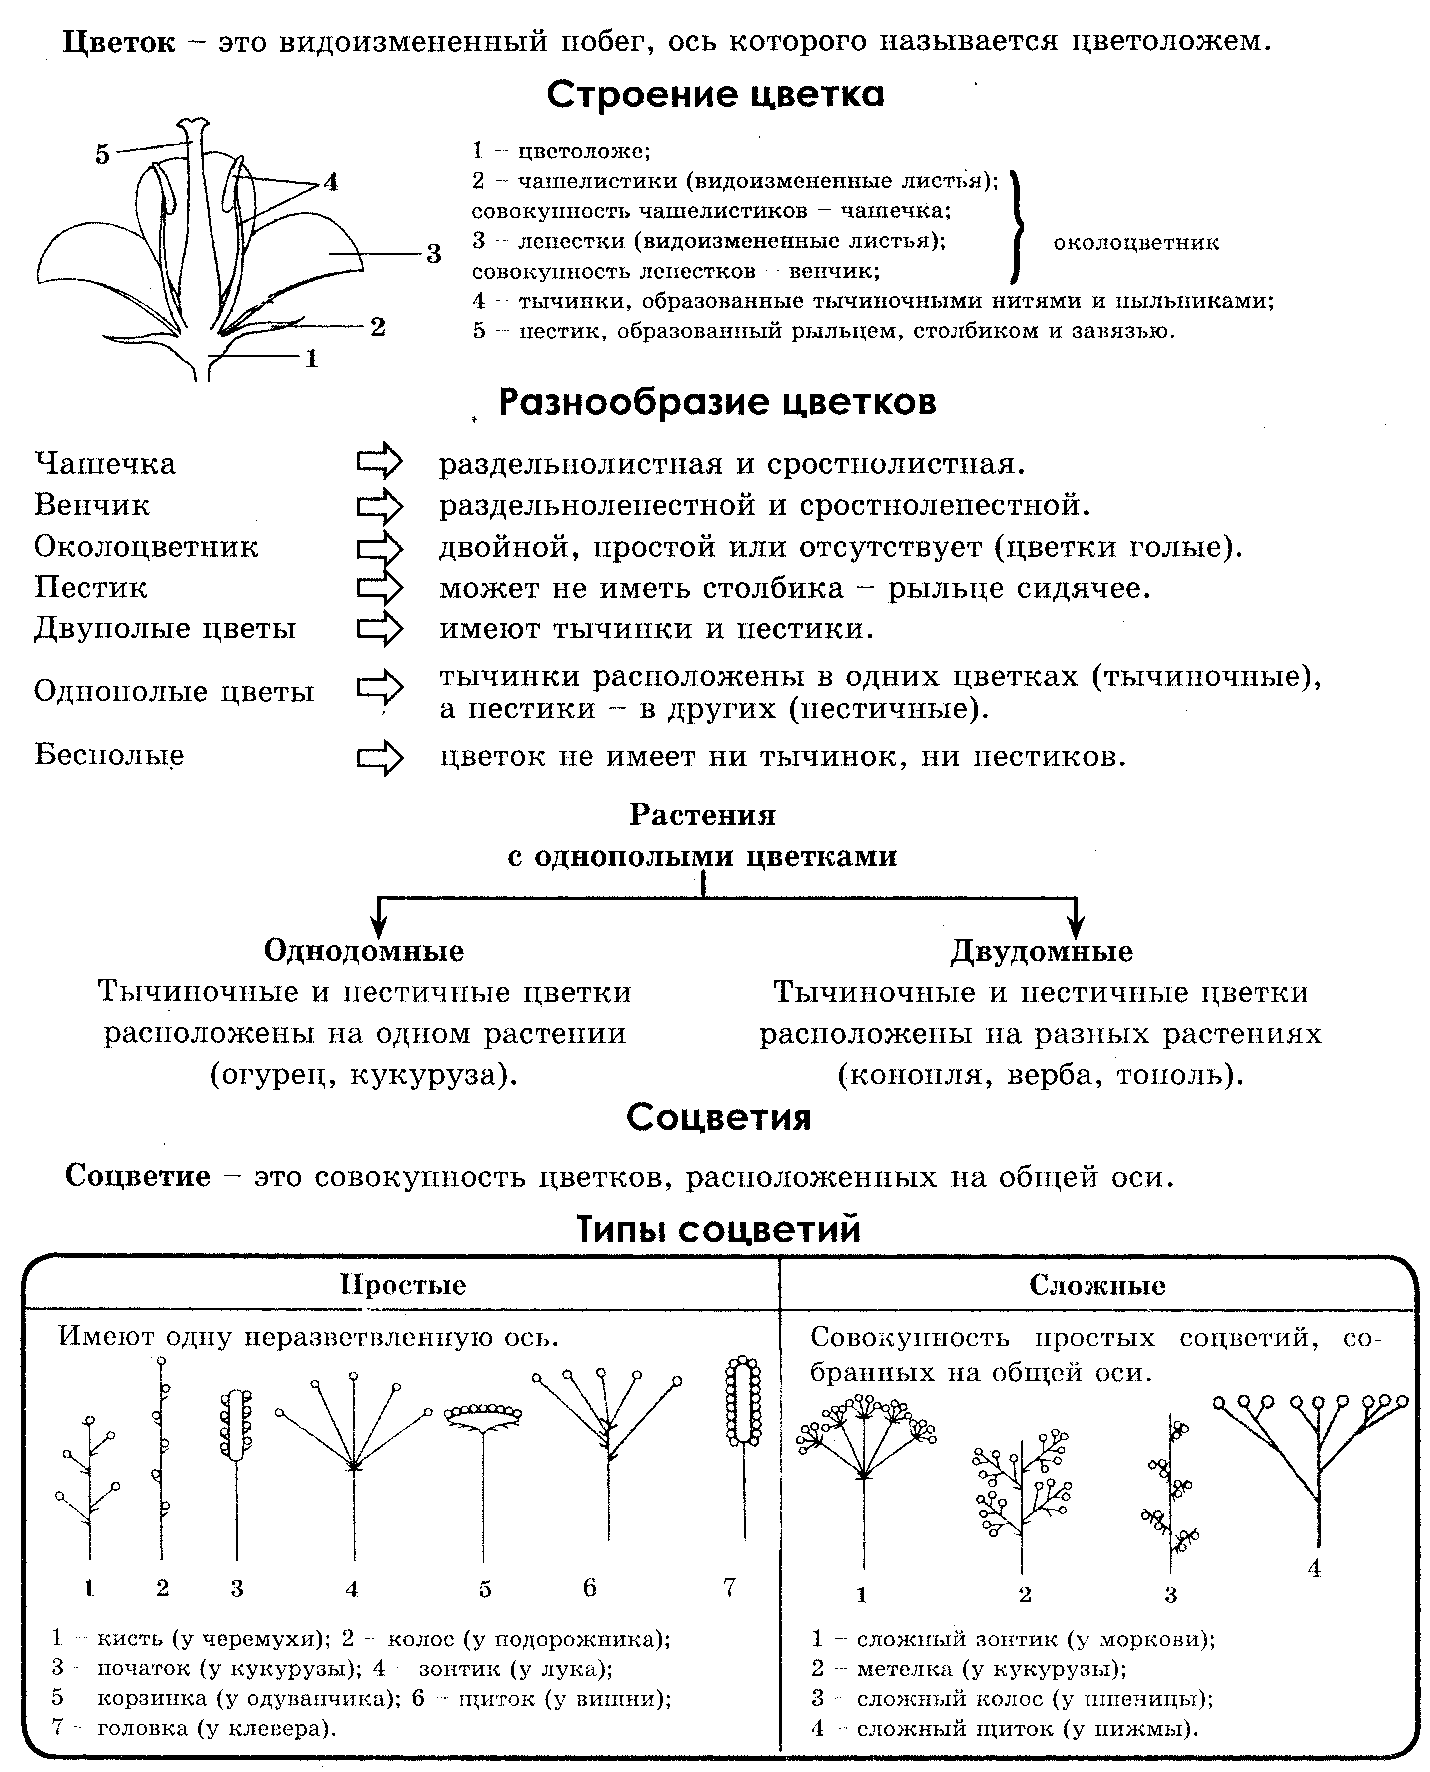 Цветок – это видоизмененный побег, ось которого называется цветоложем.
Строение цветка
5
4
3
2
1
1 – цветоложе;
2 – чашелистики (видоизмененные листья);
совокупность чашелистиков – чашечка;
3 – лепестки (видоизмененные листья);
совокупность лепестков – венчик;
околоцветник
4 – тычинки, образованные тычиночными нитями и пыльниками;
5 – пестик, образованный рыльцем, столбиком и завязью.
Разнообразие цветков
Чашечка раздельнолистная и сростнолистная.
Венчик раздельнолепестной и сростнолепестной.
Околоцветник двойной, простой или отсутствует (цветки голые).
Пестик может не иметь столбика – рыльце сидячее.
Двуполые цветы имеют тычинки и пестики.
Однополые цветы тычинки расположены в одних цветках (тычиночные),
а пестики – в других (пестичные).
Бесполые цветок не имеет ни тычинок, ни пестиков.
Растения
с однополыми цветками
Однодомные
Тычиночные и пестичные цветки
расположены на одном растении
(огурец, кукуруза).
Двудомные
Тычиночные и пестичные цветки
расположены на разных растениях
(конопля, верба, тополь).
Соцветия
Соцветие – это совокупность цветков, расположенных на общей оси.
Типы соцветий
Простые
Имеют одну неразветвленную ось.
1 2 3 4 5 6 7
1 – кисть (у черемухи); 2 – колос (у подорожника);
3 – початок (у кукурузы); 4 зонтик (у лука);
5 корзинка (у одуванчика); 6 – щиток (у вишни);
7 – головка (у клевера).
Сложные
Совокупность простых соцветий, со-
бранных на общей оси.
1 2 3 4
1 – сложный зонтик (у моркови);
2 – метелка (у кукурузы);
3 – сложный колос (у пшеницы);
4 – сложный щиток (у пижмы).